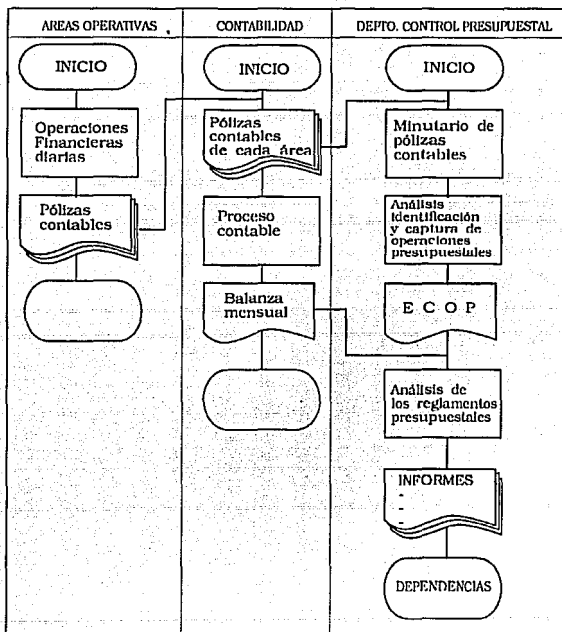 AREAS OPERATIVAS
INICIO
Operaciones
Financieras
diarias
Pólizas
contables
CONTABILIDAD
INICIO
Pólizas
contables
de cada área
Proceso
contable
Balanza
mensual
DEPTO. CONTROL PRESUPUESTAL
INICIO
Minutario de
pólizas
contables
Análisis
identificación
y captura de
operaciones
presupuestales
E C O P
Análisis de
los reglamentos
presupuestales
INFORMES
-
-
-
DEPENDENCIAS